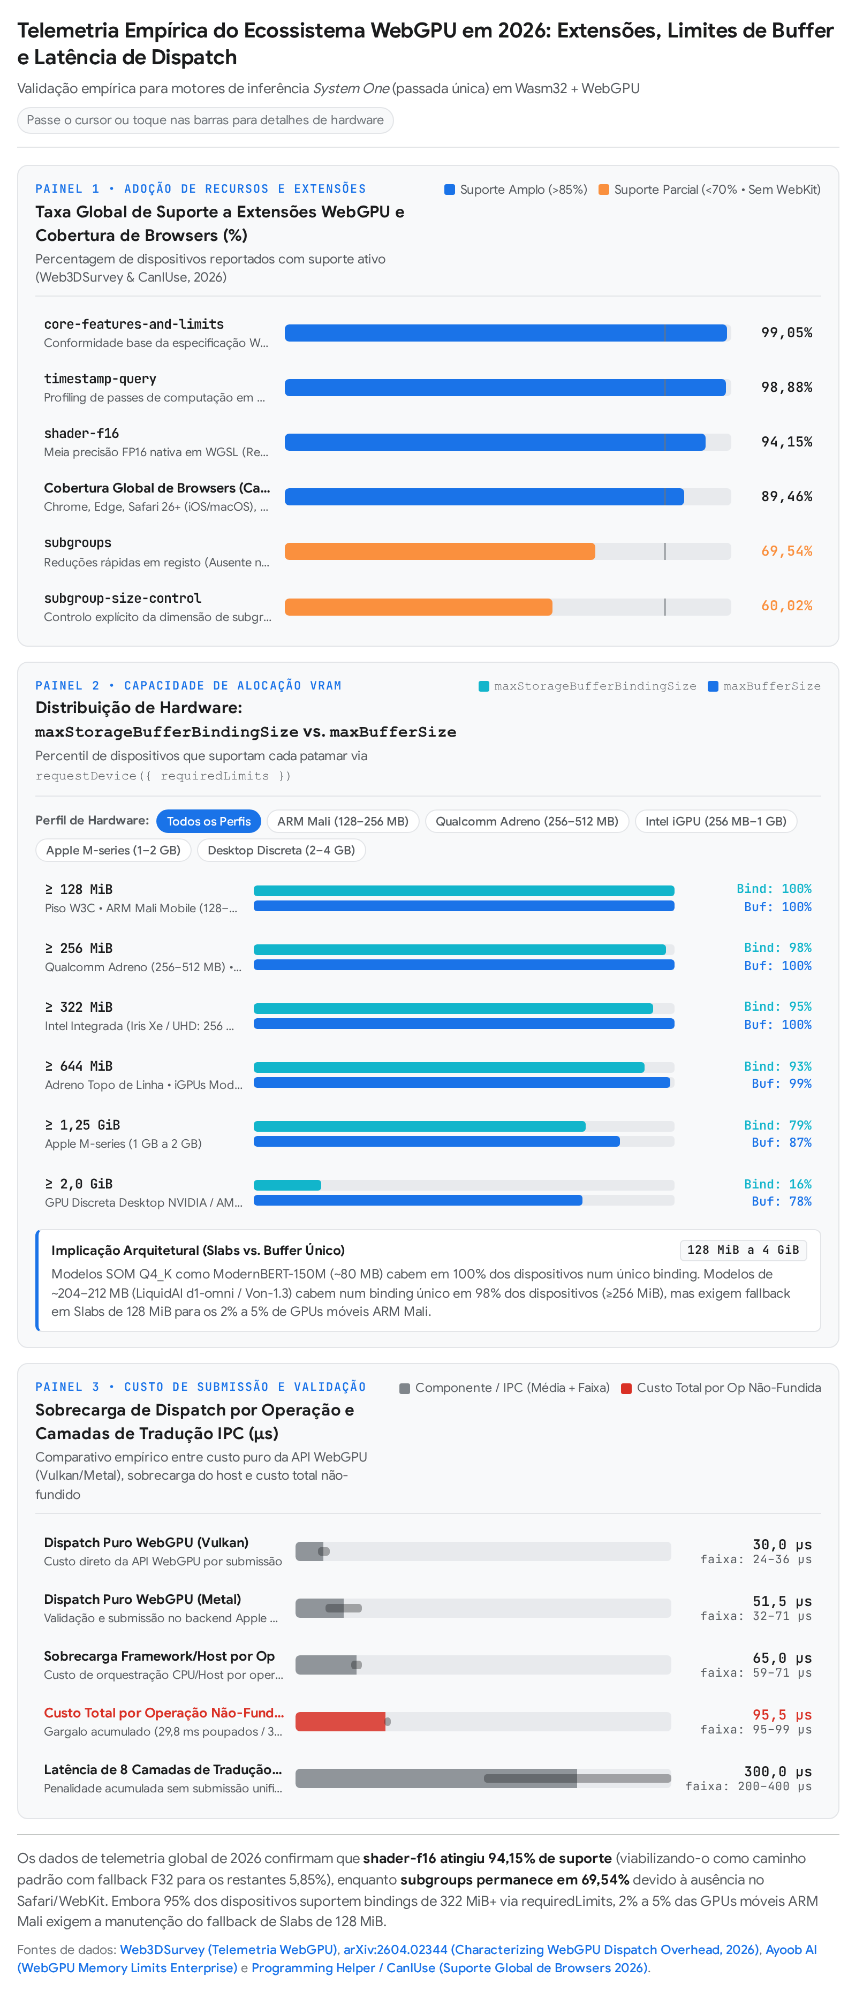 Telemetria Empírica do Ecossistema WebGPU em 2026: Extensões, Limites de Buffer
e Latência de Dispatch
Validação empírica para motores de inferência System One (passada única) em Wasm32 + WebGPU
Passe o cursor ou toque nas barras para detalhes de hardware
PAINEL 1 • ADOÇÃO DE RECURSOS E EXTENSÕES
Suporte Amplo (>85%)
Suporte Parcial (<70% • Sem WebKit)
Taxa Global de Suporte a Extensões WebGPU e
Cobertura de Browsers (%)
Percentagem de dispositivos reportados com suporte ativo
(Web3DSurvey & CanIUse, 2026)
core-features-and-limits
Conformidade base da especificação W...
99,05%
timestamp-query
Profiling de passes de computação em ...
98,88%
shader-f16
Meia precisão FP16 nativa em WGSL (Re...
94,15%
Cobertura Global de Browsers (Ca...
Chrome, Edge, Safari 26+ (iOS/macOS), ...
89,46%
subgroups
Reduções rápidas em registo (Ausente n...
69,54%
subgroup-size-control
Controlo explícito da dimensão de subgr...
60,02%
PAINEL 2 • CAPACIDADE DE ALOCAÇÃO VRAM
maxStorageBufferBindingSize
maxBufferSize
Distribuição de Hardware:
maxStorageBufferBindingSize vs. maxBufferSize
Percentil de dispositivos que suportam cada patamar via
requestDevice({ requiredLimits })
Perfil de Hardware:
Todos os Perfis
ARM Mali (128–256 MB)
Qualcomm Adreno (256–512 MB)
Intel iGPU (256 MB–1 GB)
Apple M-series (1–2 GB)
Desktop Discreta (2–4 GB)
≥ 128 MiB
Piso W3C • ARM Mali Mobile (128–...
Bind: 100%
Buf: 100%
≥ 256 MiB
Qualcomm Adreno (256–512 MB) •...
Bind: 98%
Buf: 100%
≥ 322 MiB
Intel Integrada (Iris Xe / UHD: 256 ...
Bind: 95%
Buf: 100%
≥ 644 MiB
Adreno Topo de Linha • iGPUs Mod...
Bind: 93%
Buf: 99%
≥ 1,25 GiB
Apple M-series (1 GB a 2 GB)
Bind: 79%
Buf: 87%
≥ 2,0 GiB
GPU Discreta Desktop NVIDIA / AM...
Bind: 16%
Buf: 78%
Implicação Arquitetural (Slabs vs. Buffer Único)
128 MiB a 4 GiB
Modelos SOM Q4_K como ModernBERT-150M (~80 MB) cabem em 100% dos dispositivos num único binding. Modelos de
~204–212 MB (LiquidAI d1-omni / Von-1.3) cabem num binding único em 98% dos dispositivos (≥256 MiB), mas exigem fallback
em Slabs de 128 MiB para os 2% a 5% de GPUs móveis ARM Mali.
PAINEL 3 • CUSTO DE SUBMISSÃO E VALIDAÇÃO
Componente / IPC (Média + Faixa)
Custo Total por Op Não-Fundida
Sobrecarga de Dispatch por Operação e
Camadas de Tradução IPC (µs)
Comparativo empírico entre custo puro da API WebGPU
(Vulkan/Metal), sobrecarga do host e custo total não-
fundido
Dispatch Puro WebGPU (Vulkan)
Custo direto da API WebGPU por submissão
30,0 µs
faixa: 24–36 µs
Dispatch Puro WebGPU (Metal)
Validação e submissão no backend Apple ...
51,5 µs
faixa: 32–71 µs
Sobrecarga Framework/Host por Op
Custo de orquestração CPU/Host por oper...
65,0 µs
faixa: 59–71 µs
Custo Total por Operação Não-Fund...
Gargalo acumulado (29,8 ms poupados / 3...
95,5 µs
faixa: 95–99 µs
Latência de 8 Camadas de Tradução...
Penalidade acumulada sem submissão unifi...
300,0 µs
faixa: 200–400 µs
Os dados de telemetria global de 2026 confirmam que shader-f16 atingiu 94,15% de suporte (viabilizando-o como caminho
padrão com fallback F32 para os restantes 5,85%), enquanto subgroups permanece em 69,54% devido à ausência no
Safari/WebKit. Embora 95% dos dispositivos suportem bindings de 322 MiB+ via requiredLimits, 2% a 5% das GPUs móveis ARM
Mali exigem a manutenção do fallback de Slabs de 128 MiB.
Fontes de dados: Web3DSurvey (Telemetria WebGPU), arXiv:2604.02344 (Characterizing WebGPU Dispatch Overhead, 2026), Ayoob AI
(WebGPU Memory Limits Enterprise) e Programming Helper / CanIUse (Suporte Global de Browsers 2026).